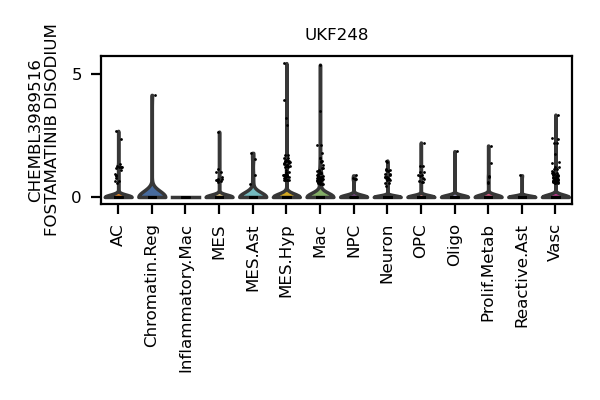 UKF248
CHEMBL3989516
FOSTAMATINIB DISODIUM
5
0
AC
Chromatin.Reg
Inflammatory.Mac
MES
MES.Ast
MES.Hyp
Mac
NPC
Neuron
OPC
Oligo
Prolif.Metab
Reactive.Ast
Vasc